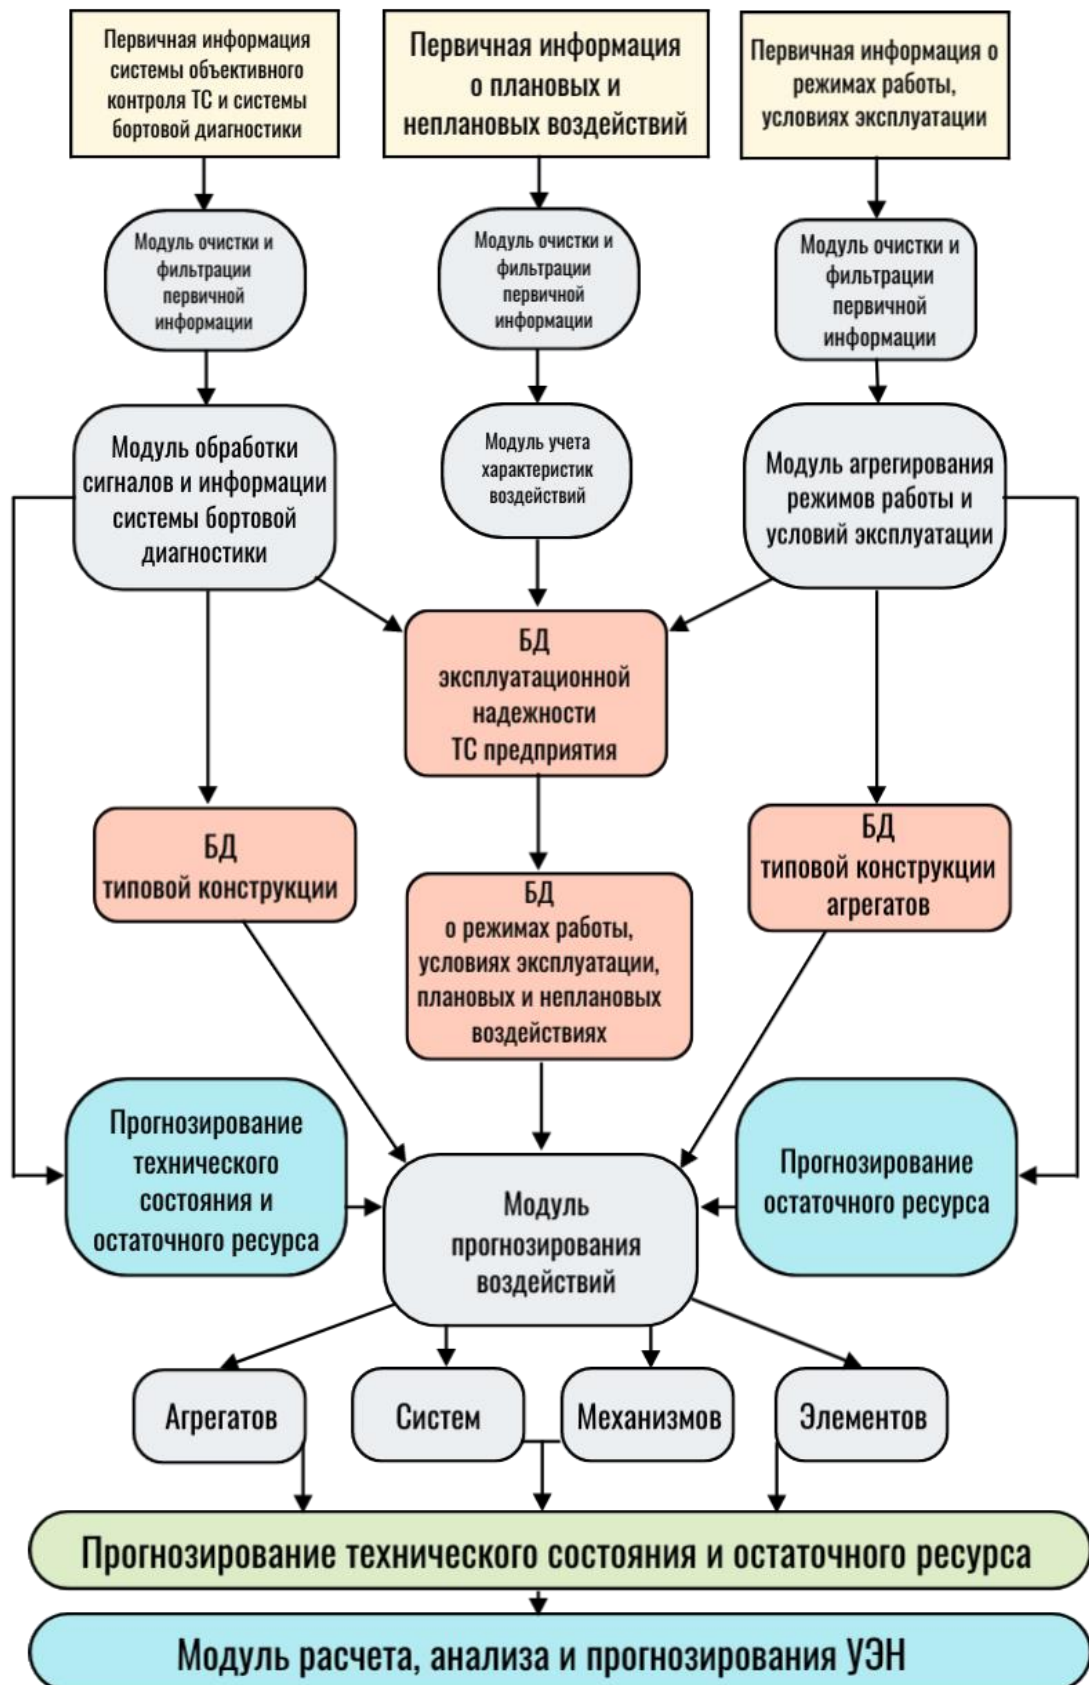 Первичная информация
системы объективного
контроля ТС и системы
бортовой диагностики
Первичная информация
о плановых и
неплановых воздействий
Первичная информация о
режимах работы,
условиях эксплуатации
Модуль очистки и
фильтрации
первичной
информации
Модуль очистки и
фильтрации
первичной
информации
Модуль очистки и
фильтрации
первичной
информации
Модуль обработки
сигналов и информации
системы бортовой
диагностики
Модуль учета
характеристик
воздействий
Модуль агрегирования
режимов работы и
условий эксплуатации
БД
эксплуатационной
надежности
ТС предприятия
БД
типовой конструкции
БД
типовой конструкции
агрегатов
БД
о режимах работы,
условиях эксплуатации,
плановых и неплановых
воздействиях
Прогнозирование
технического
состояния и
остаточного ресурса
Модуль
прогнозирования
воздействий
Прогнозирование
остаточного ресурса
Агрегатов
Систем
Механизмов
Элементов
Прогнозирование технического состояния и остаточного ресурса
Модуль расчета, анализа и прогнозирования УЭН